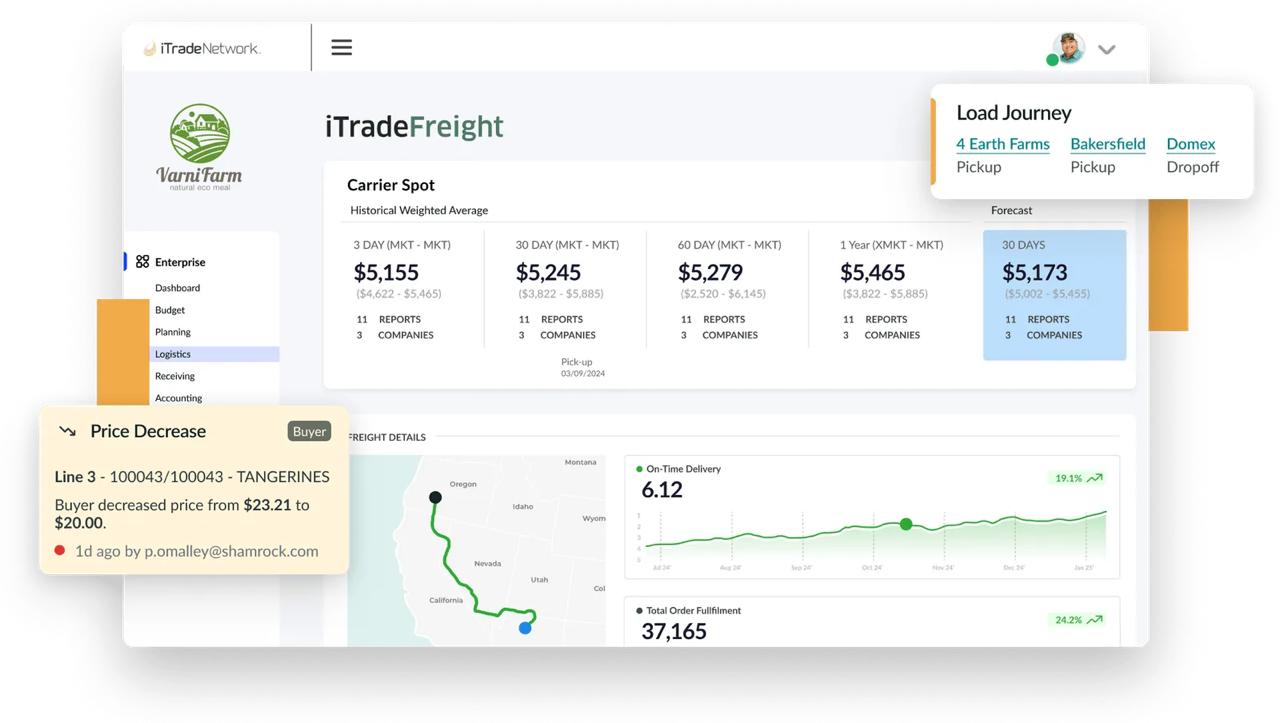 iTradeNetwork.
VarniFarm
natural eco meal
Enterprise
Dashboard
Budget
Planning
Logistics
Receiving
Accounting
iTradeFreight
Load Journey
4 Earth Farms Bakersfield Domex
Pickup Pickup Dropoff
Carrier Spot
Historical Weighted Average Forecast
3 DAY (MKT - MKT) 30 DAY (MKT - MKT) 60 DAY (MKT - MKT) 1 Year (XMKT - MKT) 30 DAYS
$5,155 $5,245 $5,279 $5,465 $5,173
($4,622 - $5,465) ($3,822 - $5,885) ($2,520 - $6,145) ($3,822 - $5,885) ($5,002 - $5,455)
11 REPORTS 11 REPORTS 11 REPORTS 11 REPORTS 11 REPORTS
3 COMPANIES 3 COMPANIES 3 COMPANIES 3 COMPANIES 3 COMPANIES
Pick-up
03/09/2024
Price Decrease Buyer
Line 3 - 100043/100043 - TANGERINES
Buyer decreased price from $23.21 to
$20.00.
1d ago by p.omalley@shamrock.com
FREIGHT DETAILS
Montana
Oregon
Idaho
Wyom
Nevada
Utah
Col
California
On-Time Delivery 19.1%
6.12
1
2
3
4
5
Jul 24' Aug 24' Sep 24' Oct 24' Nov 24' Dec 24' Jan 25'
Total Order Fullfilment 24.2%
37,165